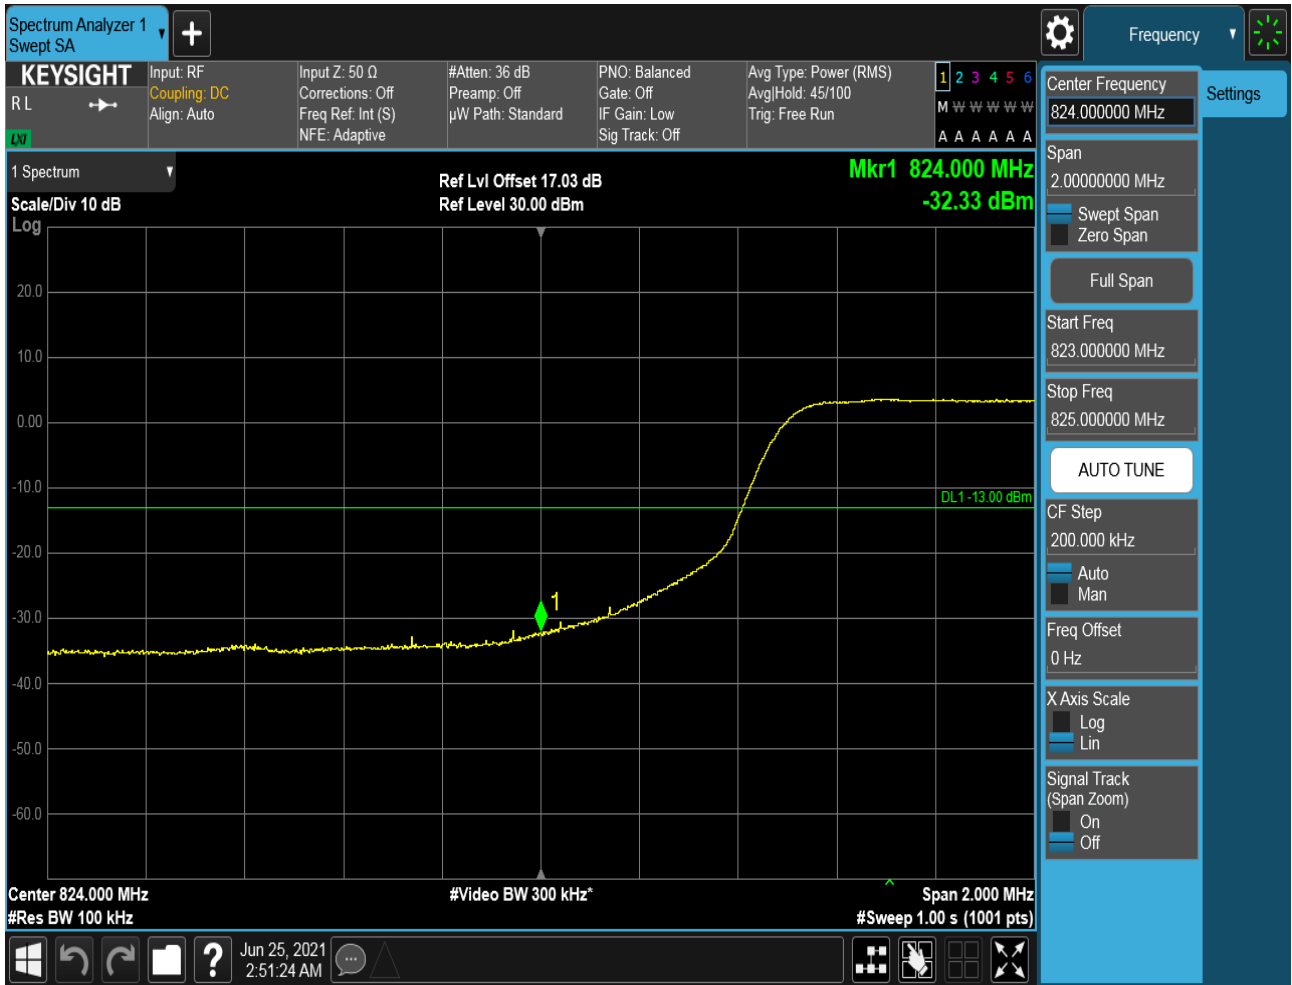 Spectrum Analyzer 1
Swept SA
Frequency
KEYSIGHT
R L
LXI
Input: RF
Coupling: DC
Align: Auto
Input Z: 50 Ω
Corrections: Off
Freq Ref: Int (S)
NFE: Adaptive
#Atten: 36 dB
Preamp: Off
µW Path: Standard
PNO: Balanced
Gate: Off
IF Gain: Low
Sig Track: Off
Avg Type: Power (RMS)
Avg|Hold: 45/100
Trig: Free Run
1 2 3 4 5 6
M W W W W W
A A A A A A
1 Spectrum
Scale/Div 10 dB
Log
Ref Lvl Offset 17.03 dB
Ref Level 30.00 dBm
Mkr1 824.000 MHz
-32.33 dBm
20.0
10.0
0.00
-10.0
-20.0
-30.0
-40.0
-50.0
-60.0
DL1 -13.00 dBm
1
Center 824.000 MHz
#Res BW 100 kHz
#Video BW 300 kHz*
Span 2.000 MHz
#Sweep 1.00 s (1001 pts)
Jun 25, 2021
2:51:24 AM
?
Center Frequency
824.000000 MHz
Settings
Span
2.00000000 MHz
Swept Span
Zero Span
Full Span
Start Freq
823.000000 MHz
Stop Freq
825.000000 MHz
AUTO TUNE
CF Step
200.000 kHz
Auto
Man
Freq Offset
0 Hz
X Axis Scale
Log
Lin
Signal Track
(Span Zoom)
On
Off